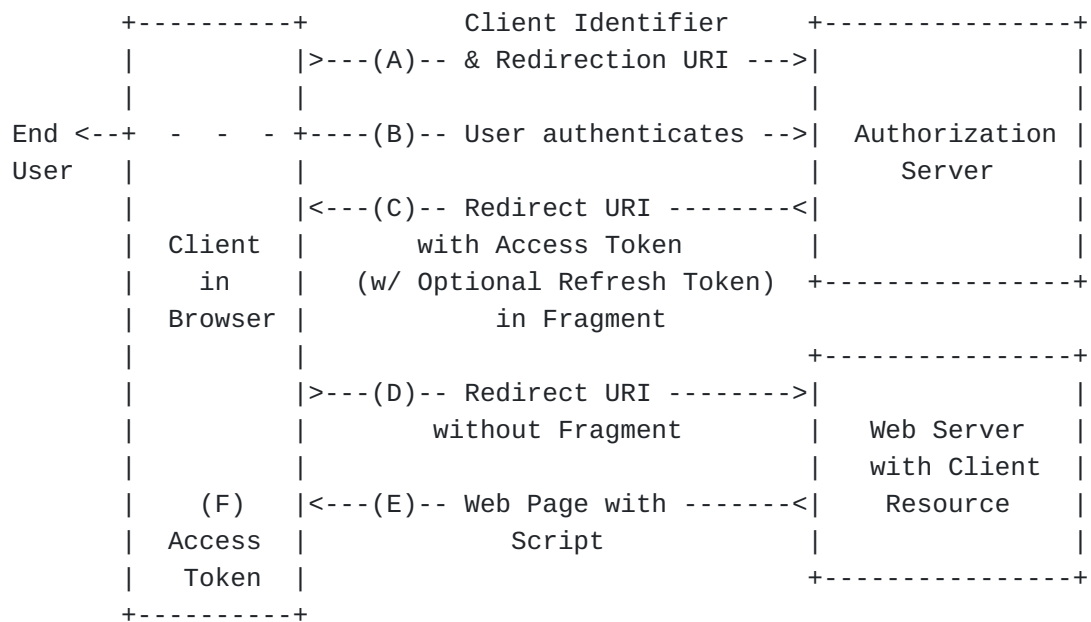 +----------+          Client Identifier     +----------------+
|          |>---(A)-- & Redirection URI --->|                |
|          |                                |                |
End <--+  -  -  - +----(B)-- User authenticates -->|  Authorization |
User   |          |                                |     Server     |
|          |<---(C)-- Redirect URI --------<|                |
|  Client  |       with Access Token        |                |
|    in    |   (w/ Optional Refresh Token)  +----------------+
|  Browser |            in Fragment
|          |                                +----------------+
|          |>---(D)-- Redirect URI -------->|                |
|          |        without Fragment        |   Web Server   |
|          |                                |   with Client  |
|    (F)   |<---(E)-- Web Page with -------<|    Resource    |
|  Access  |             Script             |                |
|   Token  |                                +----------------+
+----------+